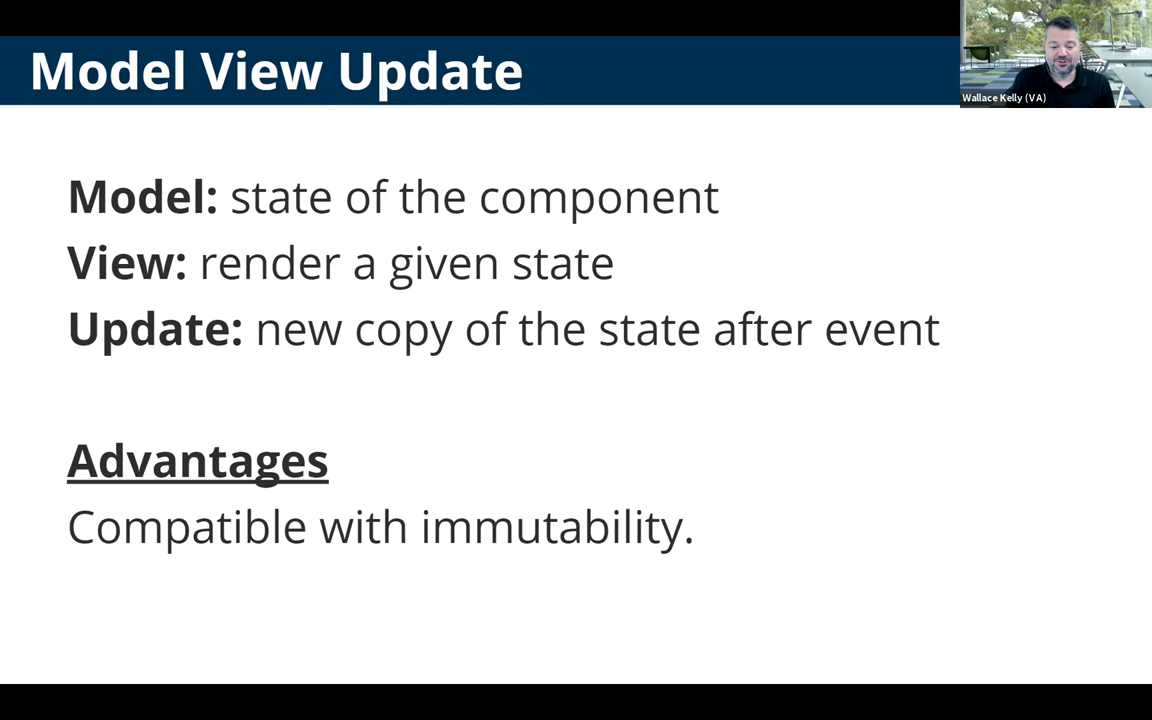 Model View Update
Wallace Kelly (VA)
Model: state of the component
View: render a given state
Update: new copy of the state after event
Advantages
Compatible with immutability.